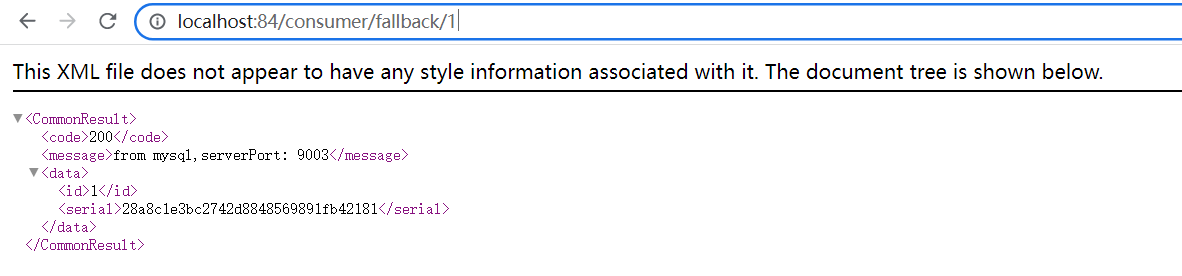 localhost:84/consumer/fallback/1
This XML file does not appear to have any style information associated with it. The document tree is shown below.
▼<CommonResult>
<code>200</code>
<message>from mysql,serverPort: 9003</message>
▼<data>
<id>1</id>
<serial>28a8c1e3bc2742d8848569891fb42181</serial>
</data>
</CommonResult>